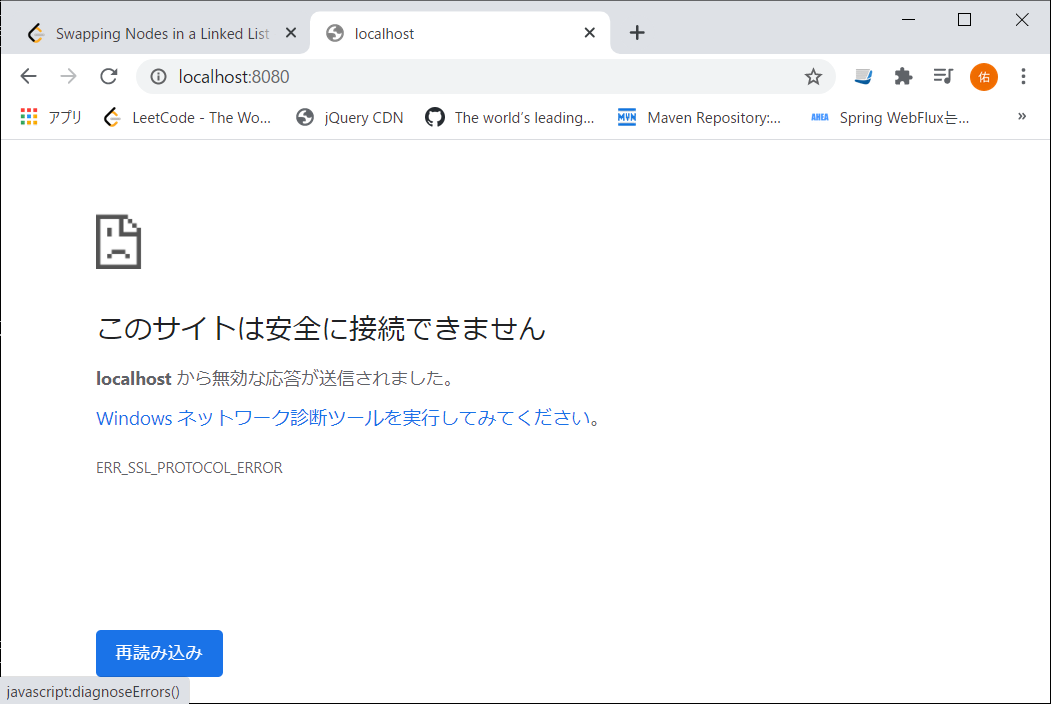 Swapping Nodes in a Linked List
localhost
localhost:8080
佑
アプリ
LeetCode - The Wo...
jQuery CDN
The world's leading...
MVN
Maven Repository:...
AHEA
Spring WebFlux는...
»
このサイトは安全に接続できません
localhost から無効な応答が送信されました。
Windows ネットワーク診断ツールを実行してみてください。
ERR_SSL_PROTOCOL_ERROR
再読み込み
javascript:diagnoseErrors()